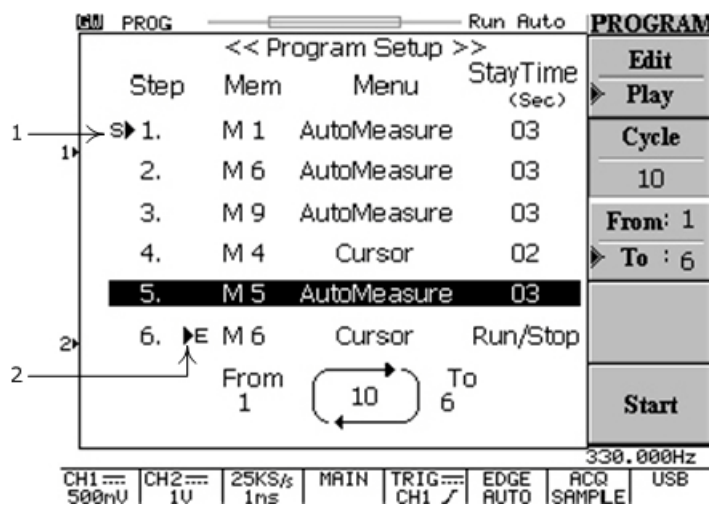 GW PROG Run Auto PROGRAM
<< Program Setup >>
Step Mem Menu StayTime
(Sec)
1 S 1. M 1 AutoMeasure 03
1
2. M 6 AutoMeasure 03
3. M 9 AutoMeasure 03
4. M 4 Cursor 02
5. M 5 AutoMeasure 03
2 6. E M 6 Cursor Run/Stop
2
From 10 To
1 6
Edit
Play
Cycle
10
From: 1
To : 6
Start
330.000Hz
CH1 CH2 25KS/s MAIN TRIG EDGE ACQ USB
500mV 1V 1ms CH1 AUTO SAMPLE